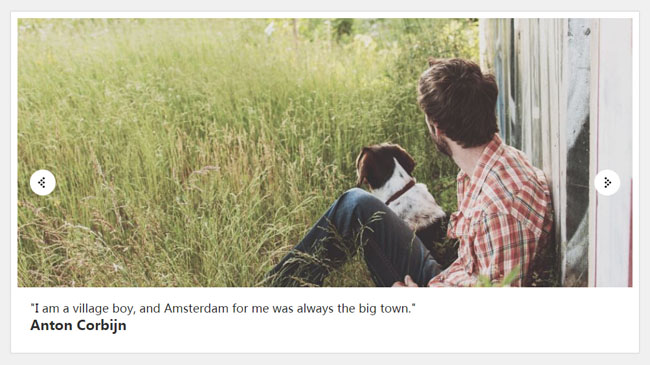 "I am a village boy, and Amsterdam for me was always the big town."
Anton Corbijn